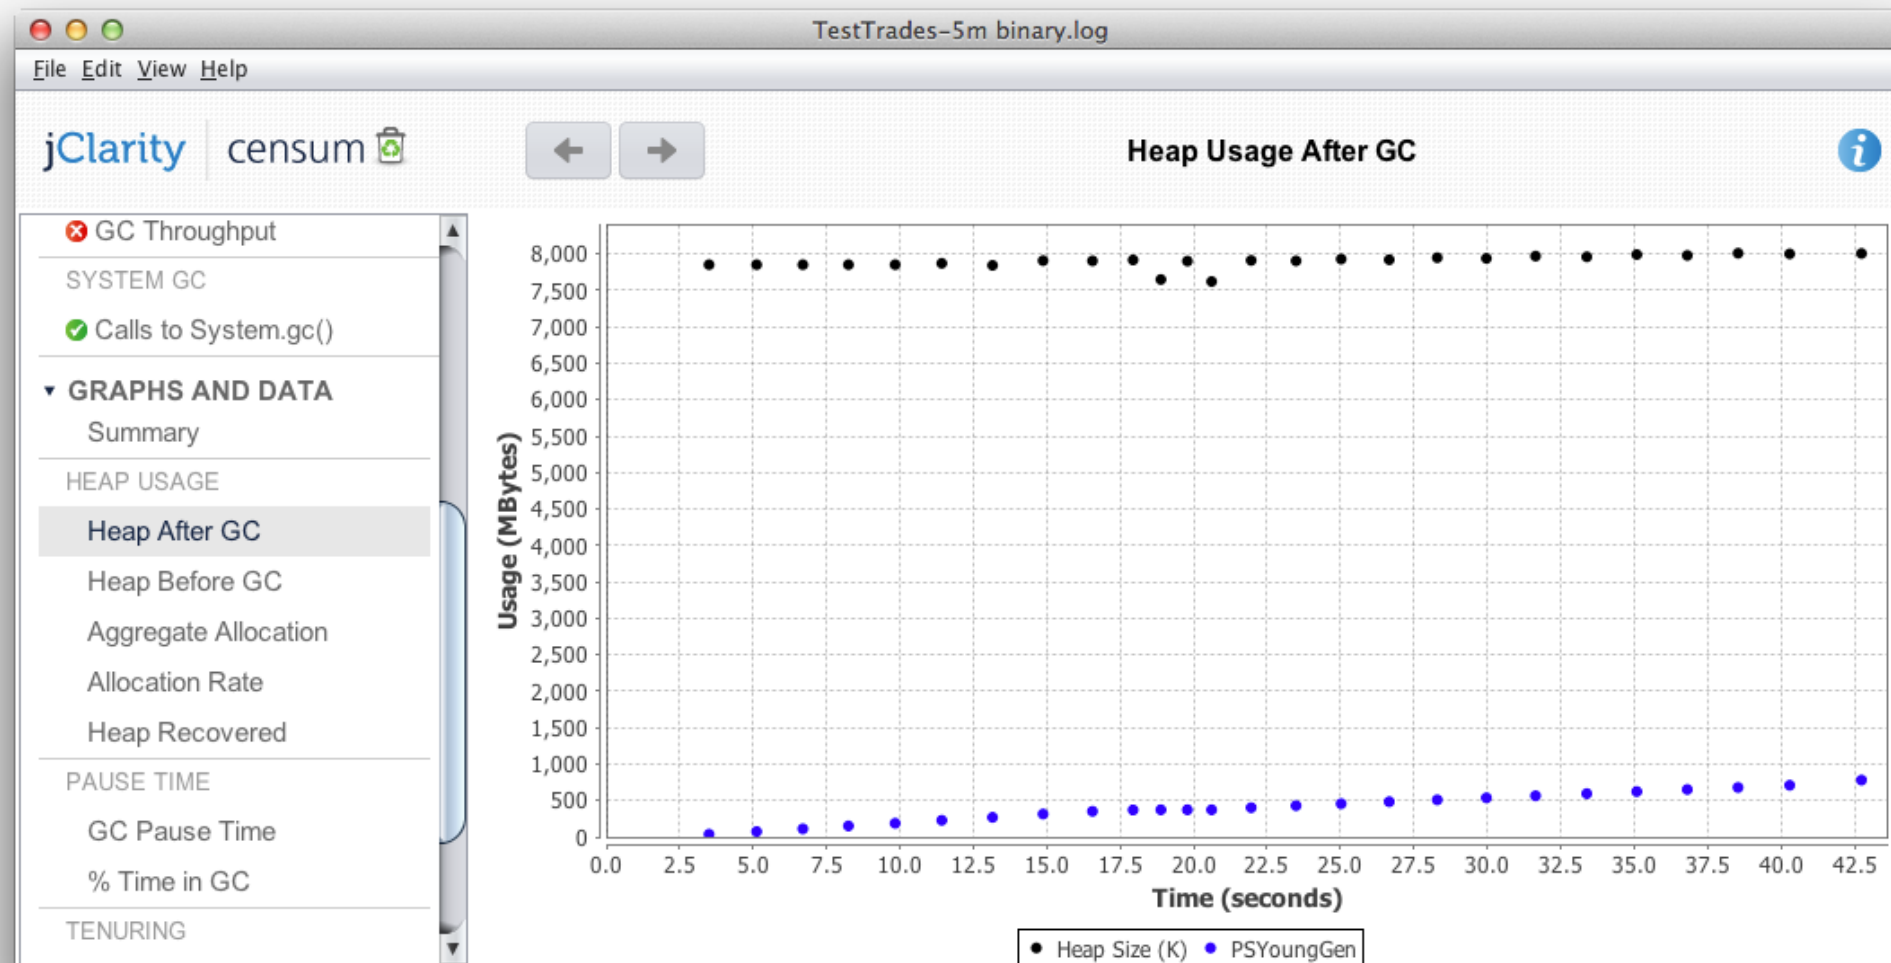 TestTrades-5m binary.log
File Edit View Help
jClarity censum
Heap Usage After GC
GC Throughput
SYSTEM GC
Calls to System.gc()
GRAPHS AND DATA
Summary
HEAP USAGE
Heap After GC
Heap Before GC
Aggregate Allocation
Allocation Rate
Heap Recovered
PAUSE TIME
GC Pause Time
% Time in GC
TENURING
Usage (MBytes)
8,000
7,500
7,000
6,500
6,000
5,500
5,000
4,500
4,000
3,500
3,000
2,500
2,000
1,500
1,000
500
0
0.0 2.5 5.0 7.5 10.0 12.5 15.0 17.5 20.0 22.5 25.0 27.5 30.0 32.5 35.0 37.5 40.0 42.5
Time (seconds)
Heap Size (K) PSYoungGen